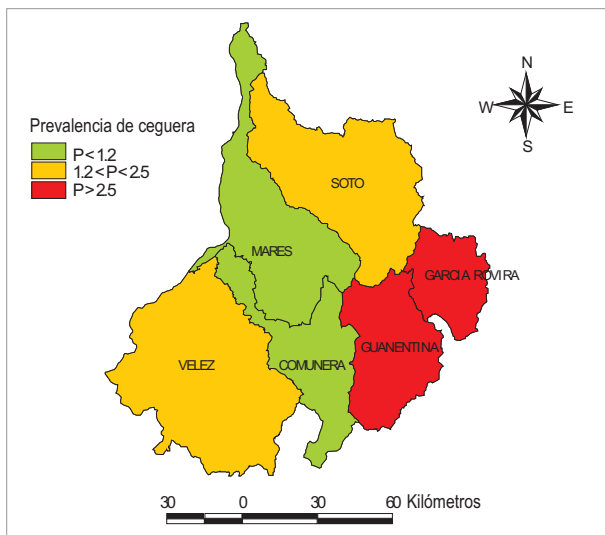 N
W E
S
Prevalencia de ceguera
P<1.2
1.2<P<2.5
P>2.5
SOTO
MARES
GARCIA ROVIRA
GUANENTINA
VELEZ
COMUNERA
30 0 30 60 Kilómetros